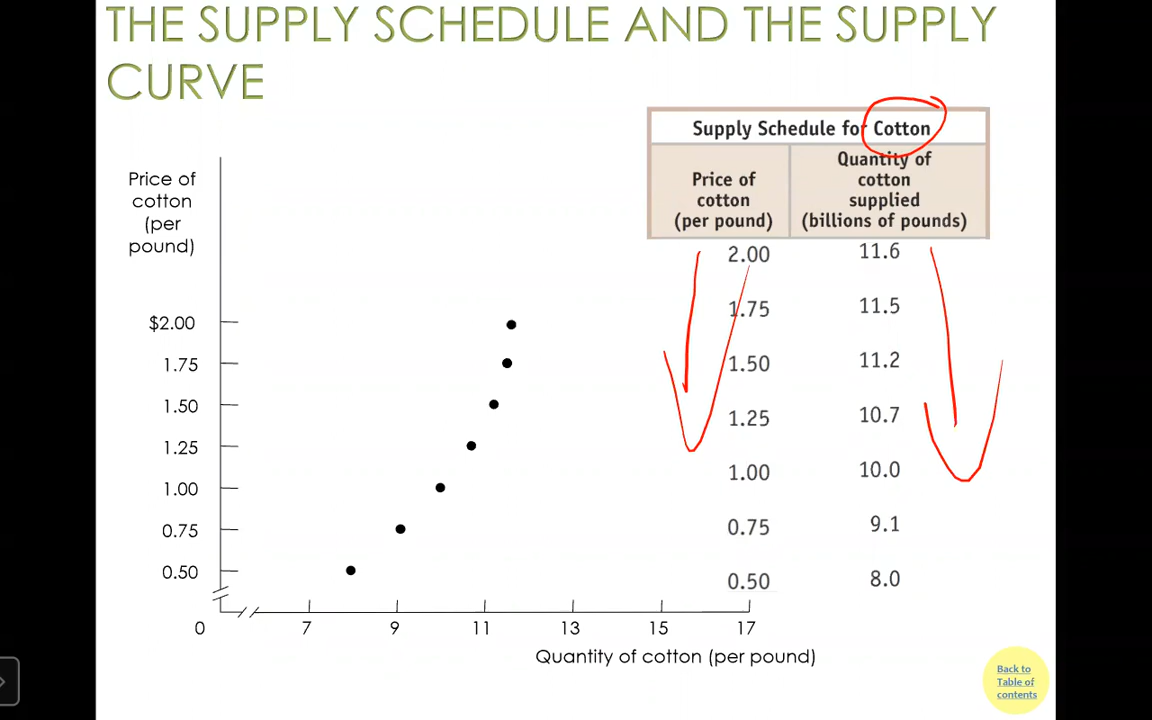 THE SUPPLY SCHEDULE AND THE SUPPLY
CURVE
Supply Schedule for Cotton
Price of
cotton
(per pound)
Quantity of
cotton
supplied
(billions of pounds)
2.00 11.6
1.75 11.5
1.50 11.2
1.25 10.7
1.00 10.0
0.75 9.1
0.50 8.0
Price of
cotton
(per
pound)
$2.00
1.75
1.50
1.25
1.00
0.75
0.50
0 7 9 11 13 15 17
Quantity of cotton (per pound)
Back to
Table of
contents